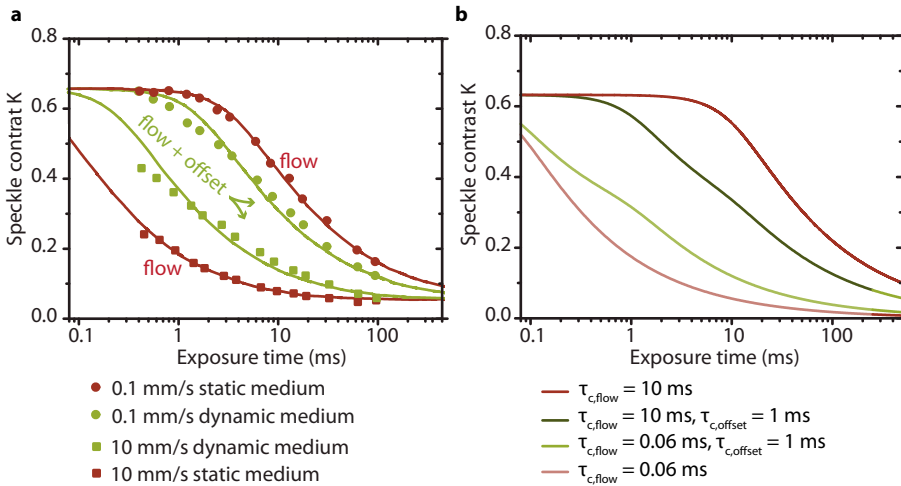 a
Speckle contrast K
0.8
0.6
0.4
0.2
0.0
flow + offset
flow
flow
0.1 1 10 100
Exposure time (ms)
0.1 mm/s static medium
0.1 mm/s dynamic medium
10 mm/s dynamic medium
10 mm/s static medium
b
Speckle contrast K
0.8
0.6
0.4
0.2
0.0
0.1 1 10 100
Exposure time (ms)
τc,flow = 10 ms
τc,flow = 10 ms, τc,offset = 1 ms
τc,flow = 0.06 ms, τc,offset = 1 ms
τc,flow = 0.06 ms